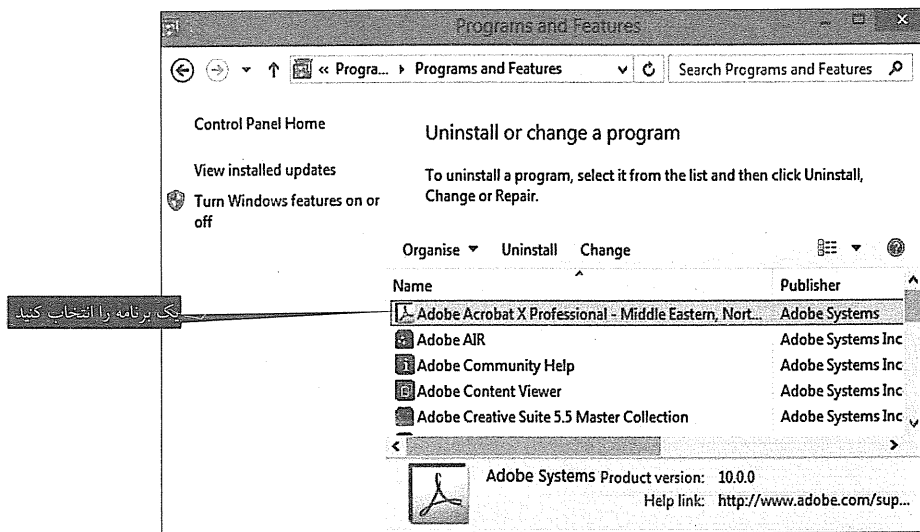 Programs and Features
« Progra... ▸ Programs and Features
Search Programs and Features
Control Panel Home
View installed updates
Turn Windows features on or
off
Uninstall or change a program
To uninstall a program, select it from the list and then click Uninstall,
Change or Repair.
Organise Uninstall Change
Name Publisher
یک برنامه را انتخاب کنید
Adobe Acrobat X Professional - Middle Eastern, Nort... Adobe Systems
Adobe AIR Adobe Systems Inc
Adobe Community Help Adobe Systems Inc
Adobe Content Viewer Adobe Systems Inc
Adobe Creative Suite 5.5 Master Collection Adobe Systems Inc
Adobe Systems Product version: 10.0.0
Help link: http://www.adobe.com/sup...